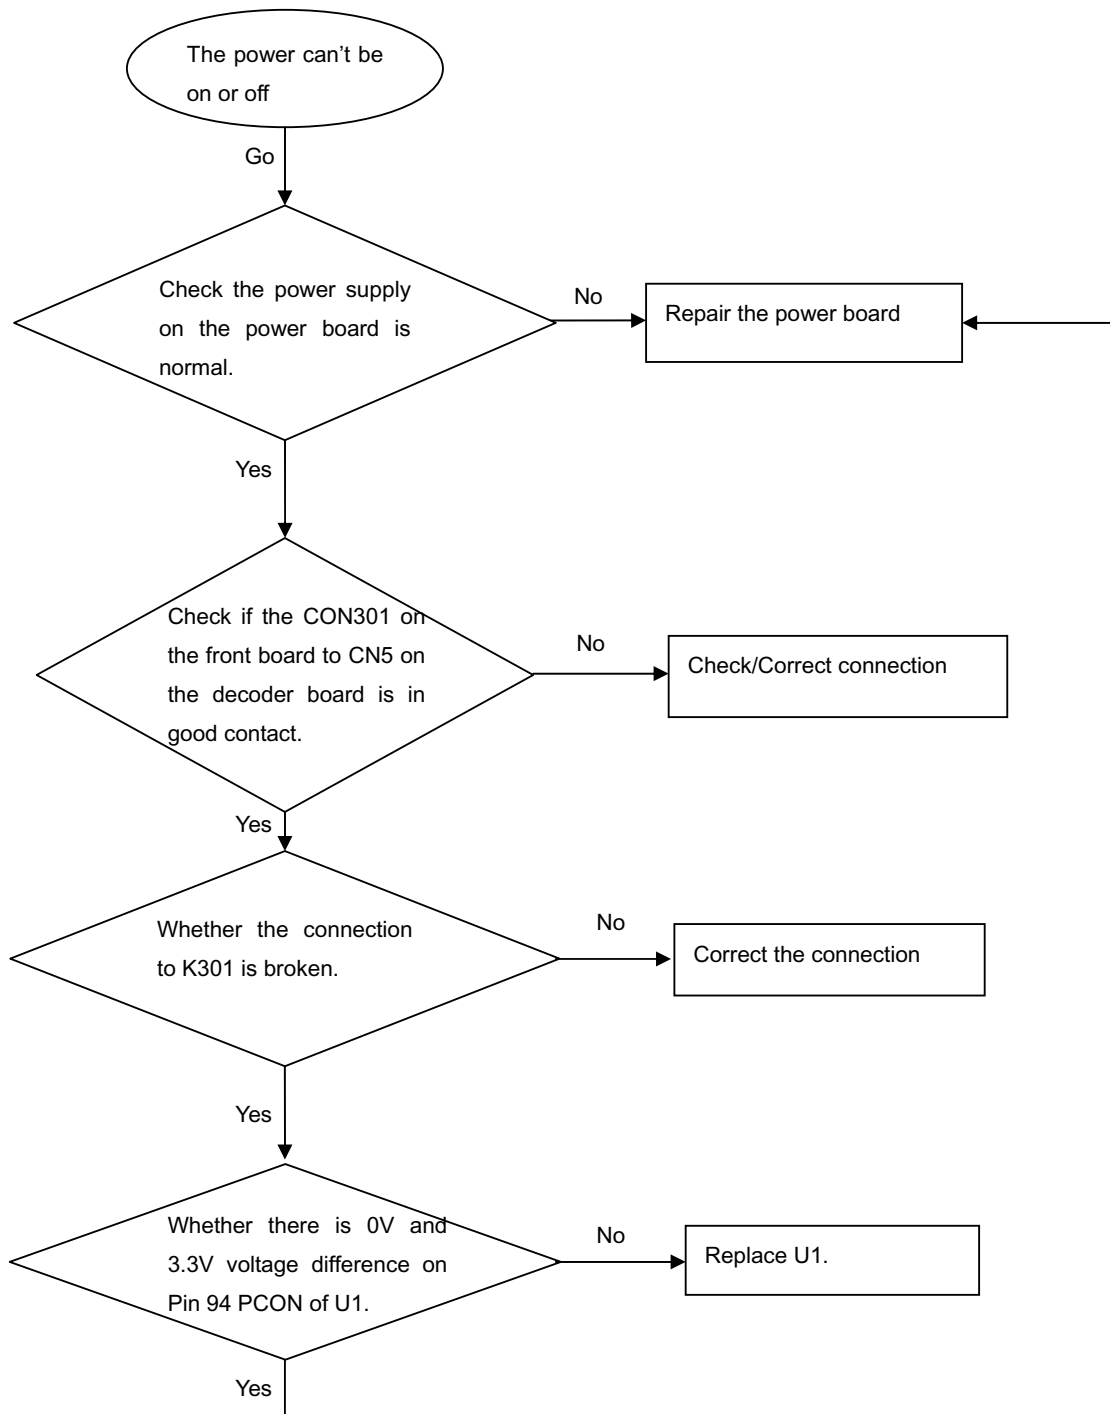 The power can't be
on or off
Go
Check the power supply
on the power board is
normal.
No
Repair the power board
Yes
Check if the CON301 on
the front board to CN5 on
the decoder board is in
good contact.
No
Check/Correct connection
Yes
Whether the connection
to K301 is broken.
No
Correct the connection
Yes
Whether there is 0V and
3.3V voltage difference on
Pin 94 PCON of U1.
No
Replace U1.
Yes